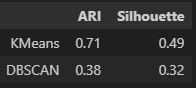 ARI Silhouette
KMeans 0.71 0.49
DBSCAN 0.38 0.32